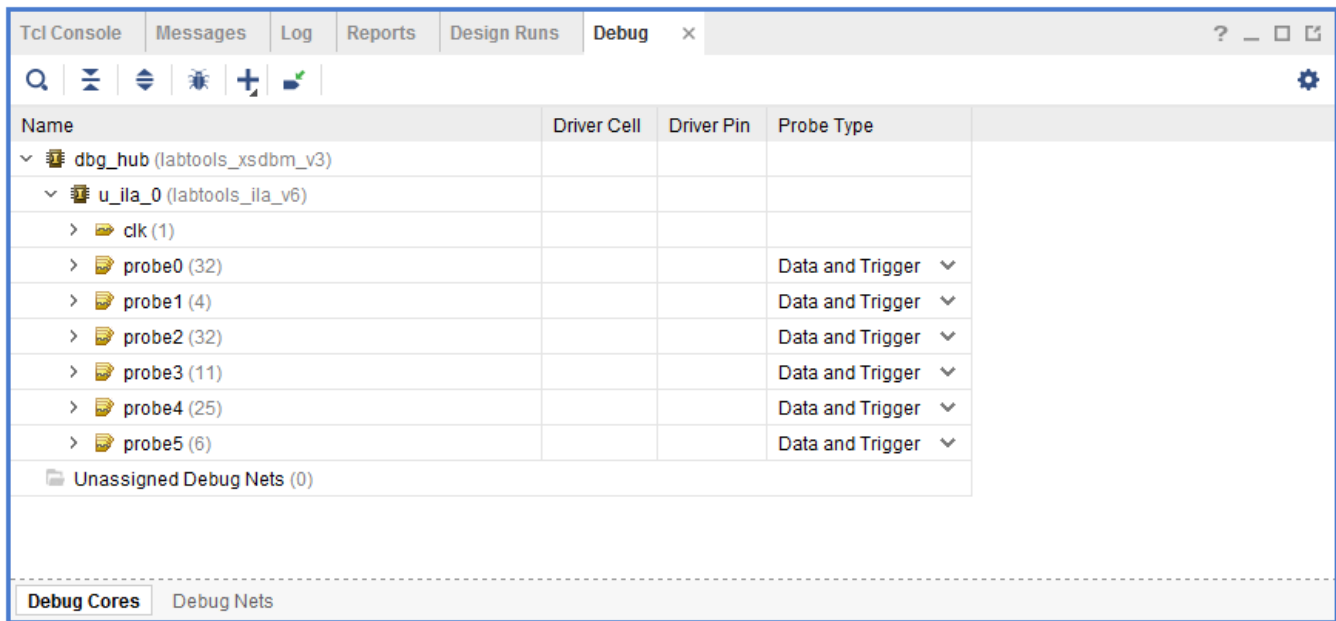 Tcl Console Messages Log Reports Design Runs Debug
Name Driver Cell Driver Pin Probe Type
dbg_hub (labtools_xsdbm_v3)
u_ila_0 (labtools_ila_v6)
clk (1)
probe0 (32) Data and Trigger
probe1 (4) Data and Trigger
probe2 (32) Data and Trigger
probe3 (11) Data and Trigger
probe4 (25) Data and Trigger
probe5 (6) Data and Trigger
Unassigned Debug Nets (0)
Debug Cores Debug Nets